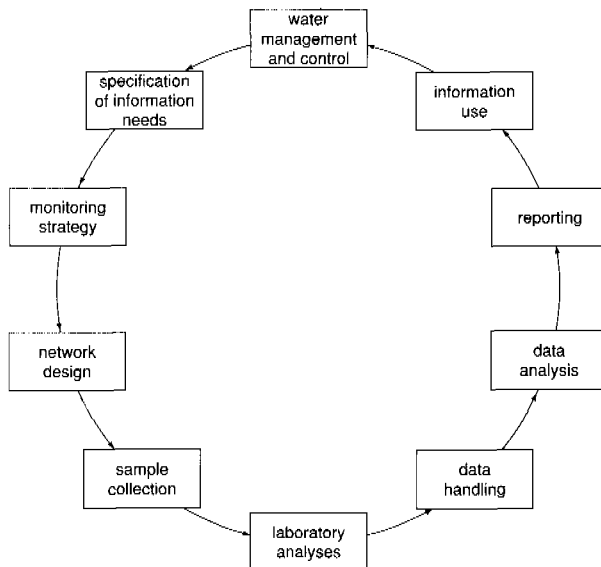 water
management
and control
specification
of information
needs
information
use
monitoring
strategy
reporting
network
design
data
analysis
sample
collection
data
handling
laboratory
analyses